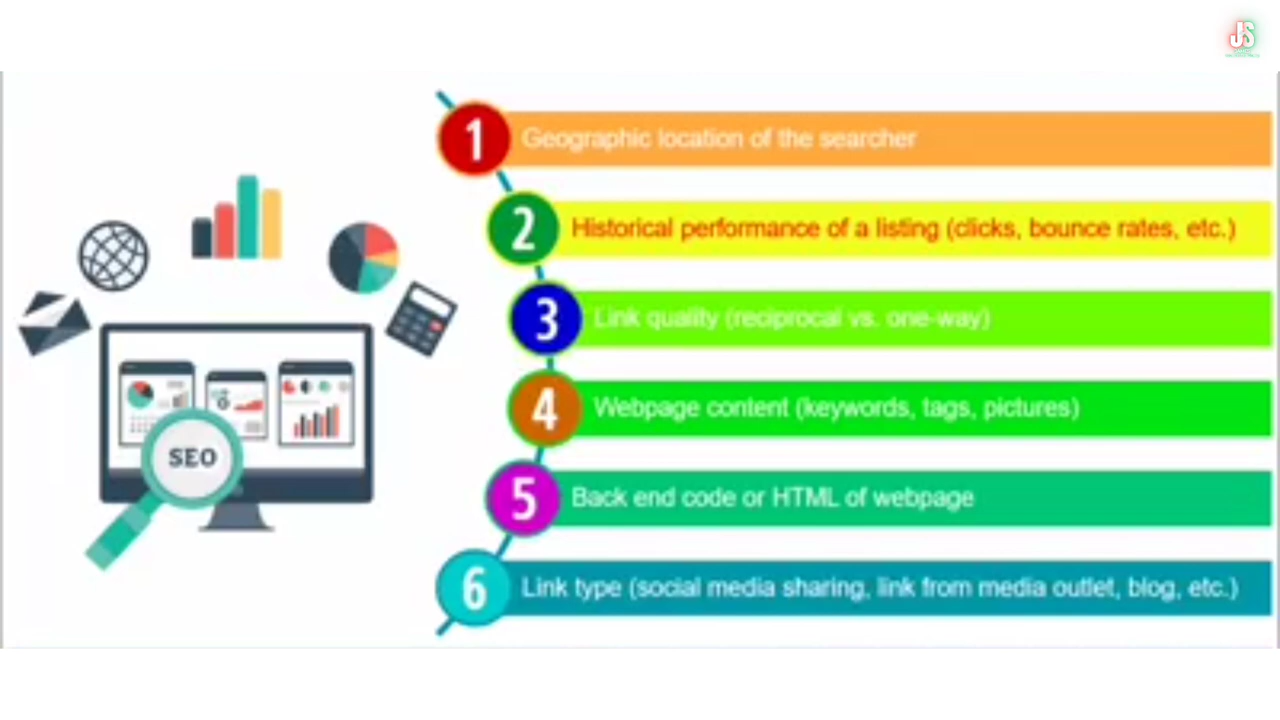 JS
1 Geographic location of the searcher
2 Historical performance of a listing (clicks, bounce rates, etc.)
3 Link quality (reciprocal vs. one-way)
4 Webpage content (keywords, tags, pictures)
SEO
5 Back end code or HTML of webpage
6 Link type (social media sharing, link from media outlet, blog, etc.)